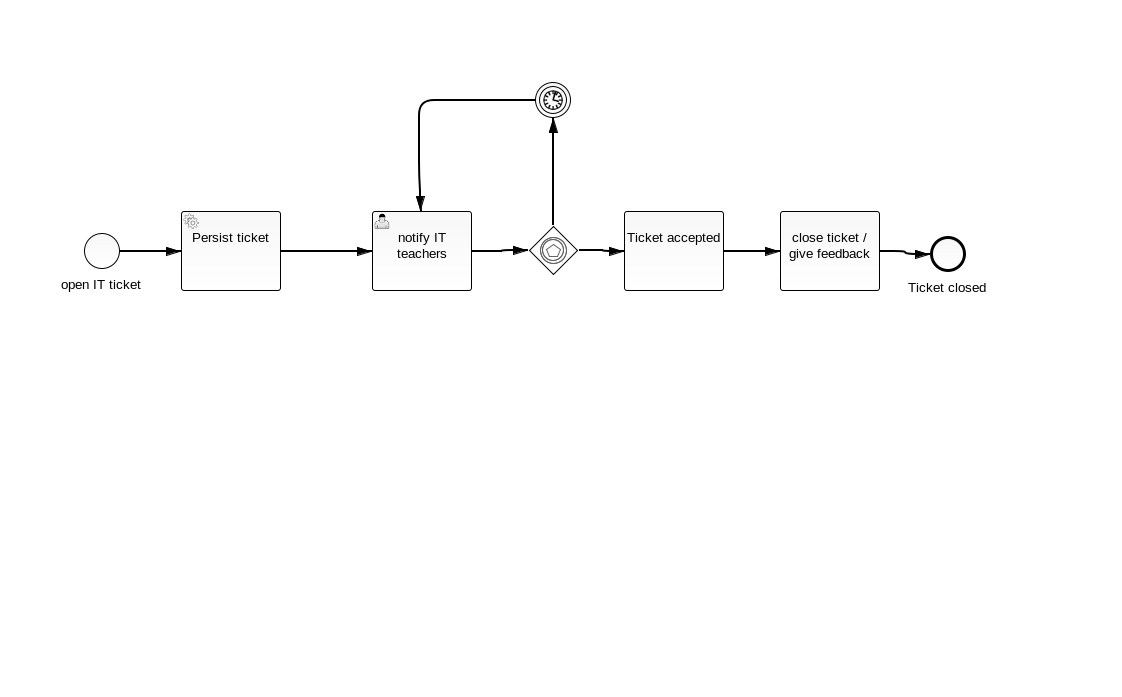 Persist ticket
notify IT
teachers
Ticket accepted
close ticket /
give feedback
open IT ticket
Ticket closed